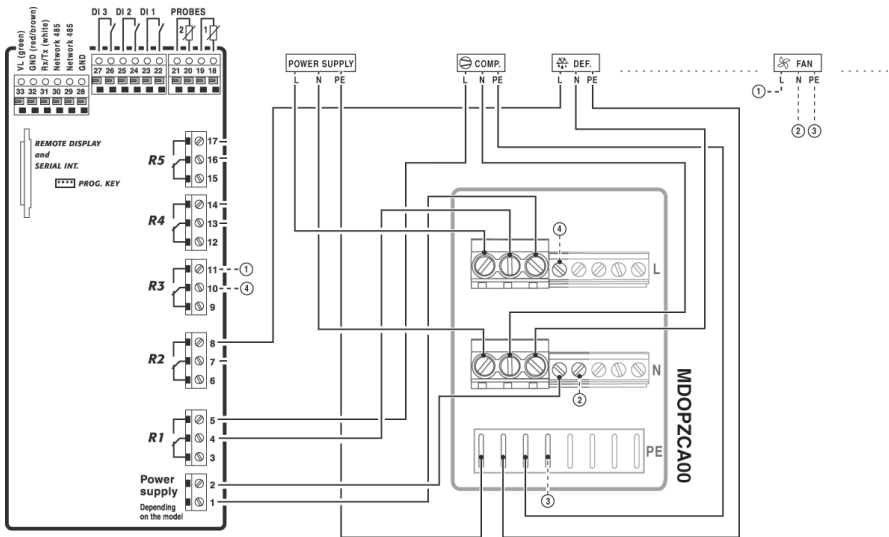 DI 3 DI 2 DI 1 PROBES
2 1
VL (green)
GND (red/brown)
Rx/Tx (white)
Network 485
Network 485
GND
33 32 31 30 29 28
27 26 25 24 23 22
21 20 19 18
REMOTE DISPLAY
and
SERIAL INT.
PROG. KEY
R5
17
16
15
R4
14
13
12
R3
11 1
10 4
9
R2
8
7
6
R1
5
4
3
Power
supply
Depending
on the model
2
1
POWER SUPPLY
L N PE
COMP.
L N PE
DEF.
L N PE
FAN
L N PE
1
2 3
4
L
N
2
PE
3
MDOPZCA00